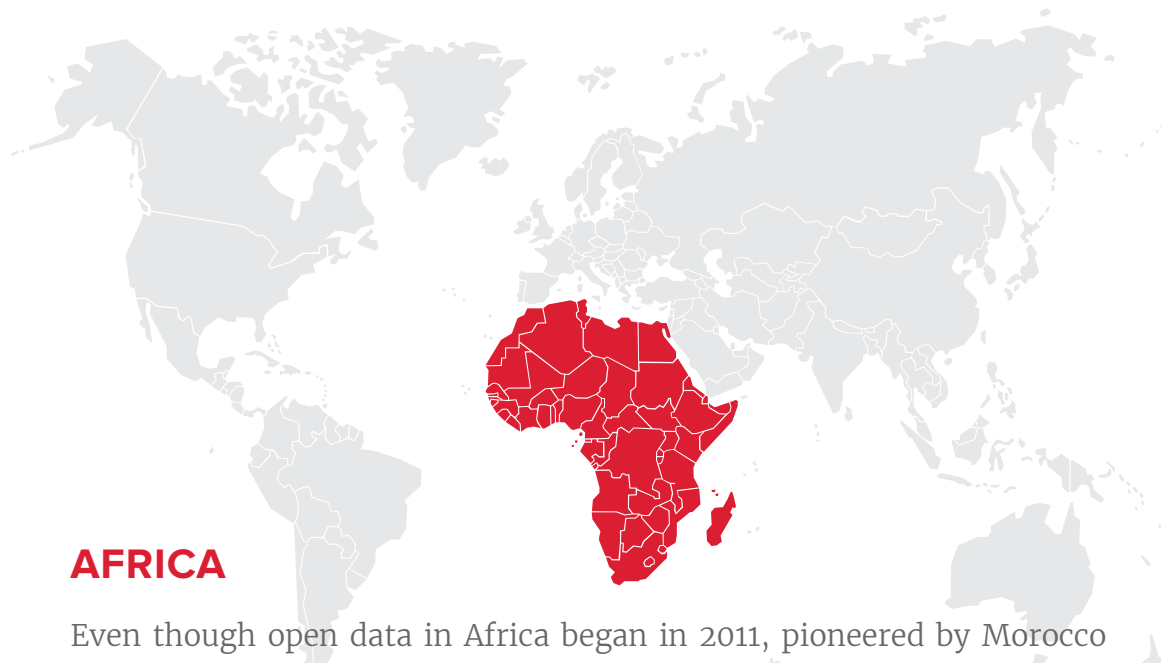 AFRICA
Even though open data in Africa began in 2011, pioneered by Morocco